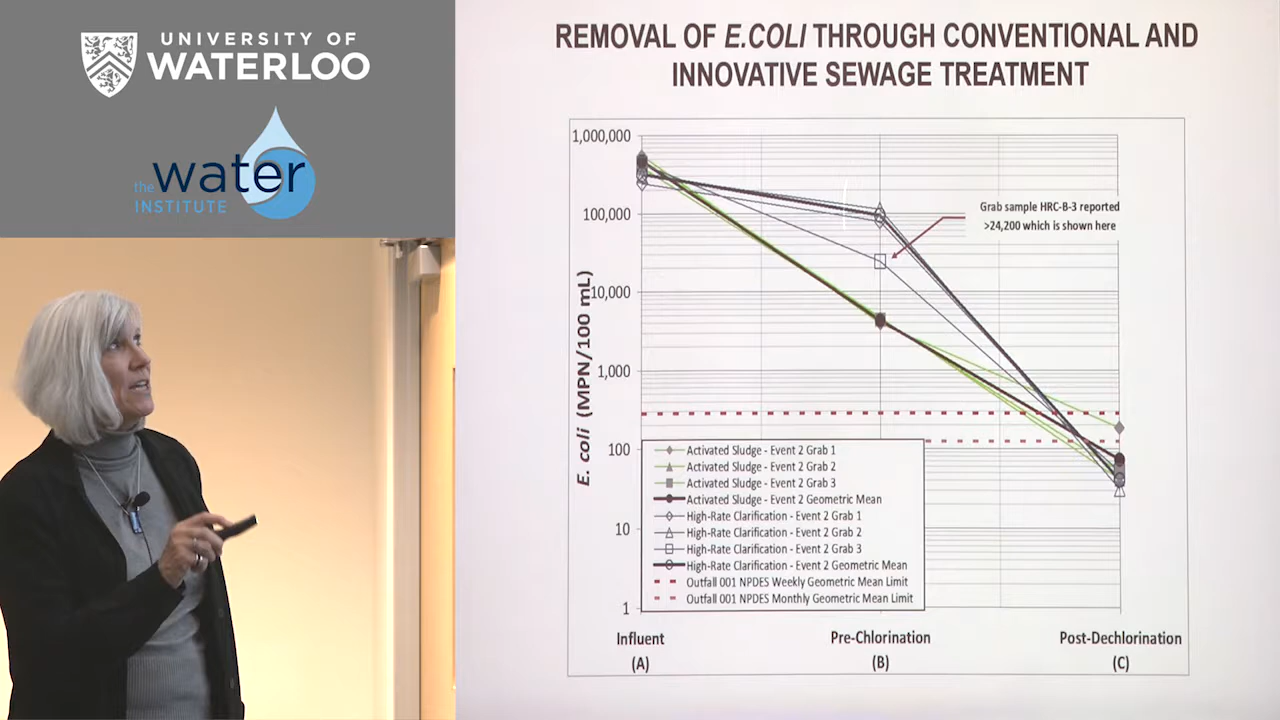 UNIVERSITY OF
WATERLOO
the water
INSTITUTE
REMOVAL OF E.COLI THROUGH CONVENTIONAL AND
INNOVATIVE SEWAGE TREATMENT
1,000,000
100,000
10,000
1,000
100
10
1
E. coli (MPN/100 mL)
Grab sample HRC-B-3 reported
>24,200 which is shown here
Activated Sludge - Event 2 Grab 1
Activated Sludge - Event 2 Grab 2
Activated Sludge - Event 2 Grab 3
Activated Sludge - Event 2 Geometric Mean
High-Rate Clarification - Event 2 Grab 1
High-Rate Clarification - Event 2 Grab 2
High-Rate Clarification - Event 2 Grab 3
High-Rate Clarification - Event 2 Geometric Mean
Outfall 001 NPDES Weekly Geometric Mean Limit
Outfall 001 NPDES Monthly Geometric Mean Limit
Influent Pre-Chlorination Post-Dechlorination
(A) (B) (C)